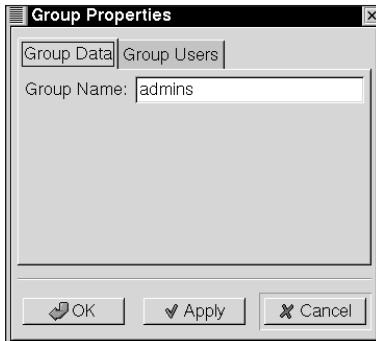 Group Properties
Group Data Group Users
Group Name: admins
OK Apply Cancel